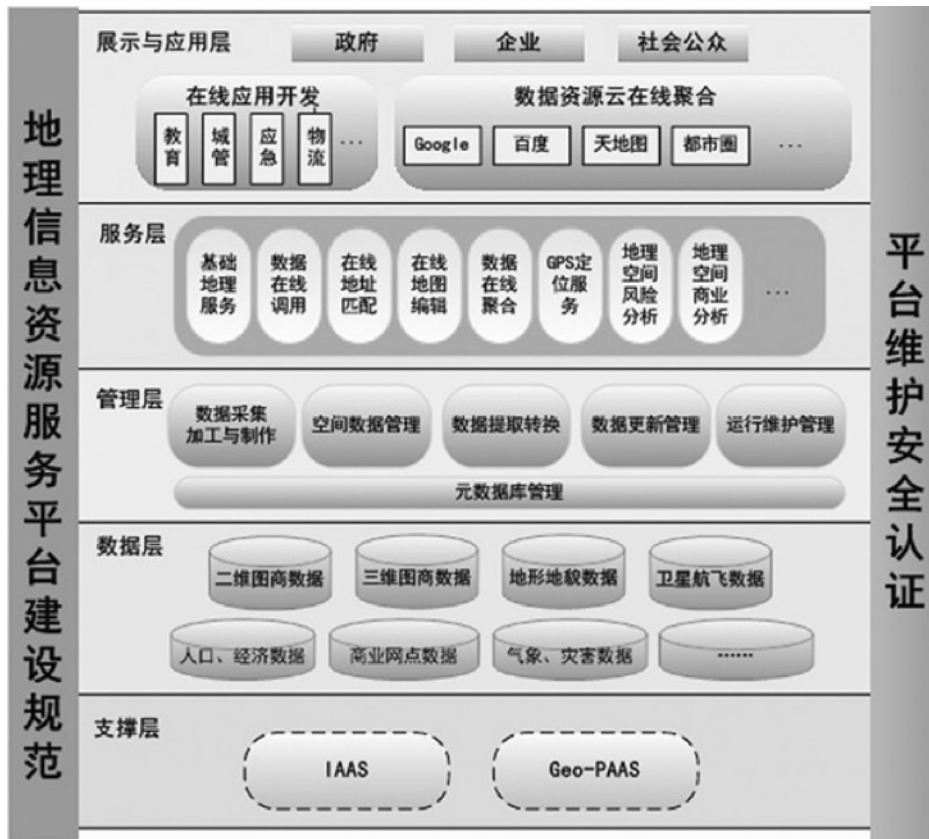 地理信息资源服务平台建设规范
展示与应用层
政府
企业
社会公众
在线应用开发
教育
城管
应急
物流
...
数据资源云在线聚合
Google
百度
天地图
都市圈
...
服务层
基础
地理
服务
数据
在线
调用
在线
地址
匹配
在线
地图
编辑
数据
在线
聚合
GPS定
位服
务
地理
空间
风险
分析
地理
空间
商业
分析
...
管理层
数据采集
加工与制作
空间数据管理
数据提取转换
数据更新管理
运行维护管理
元数据库管理
数据层
二维图商数据
三维图商数据
地形地貌数据
卫星航飞数据
人口、经济数据
商业网点数据
气象、灾害数据
……
支撑层
IAAS
Geo-PAAS
平台维护安全认证